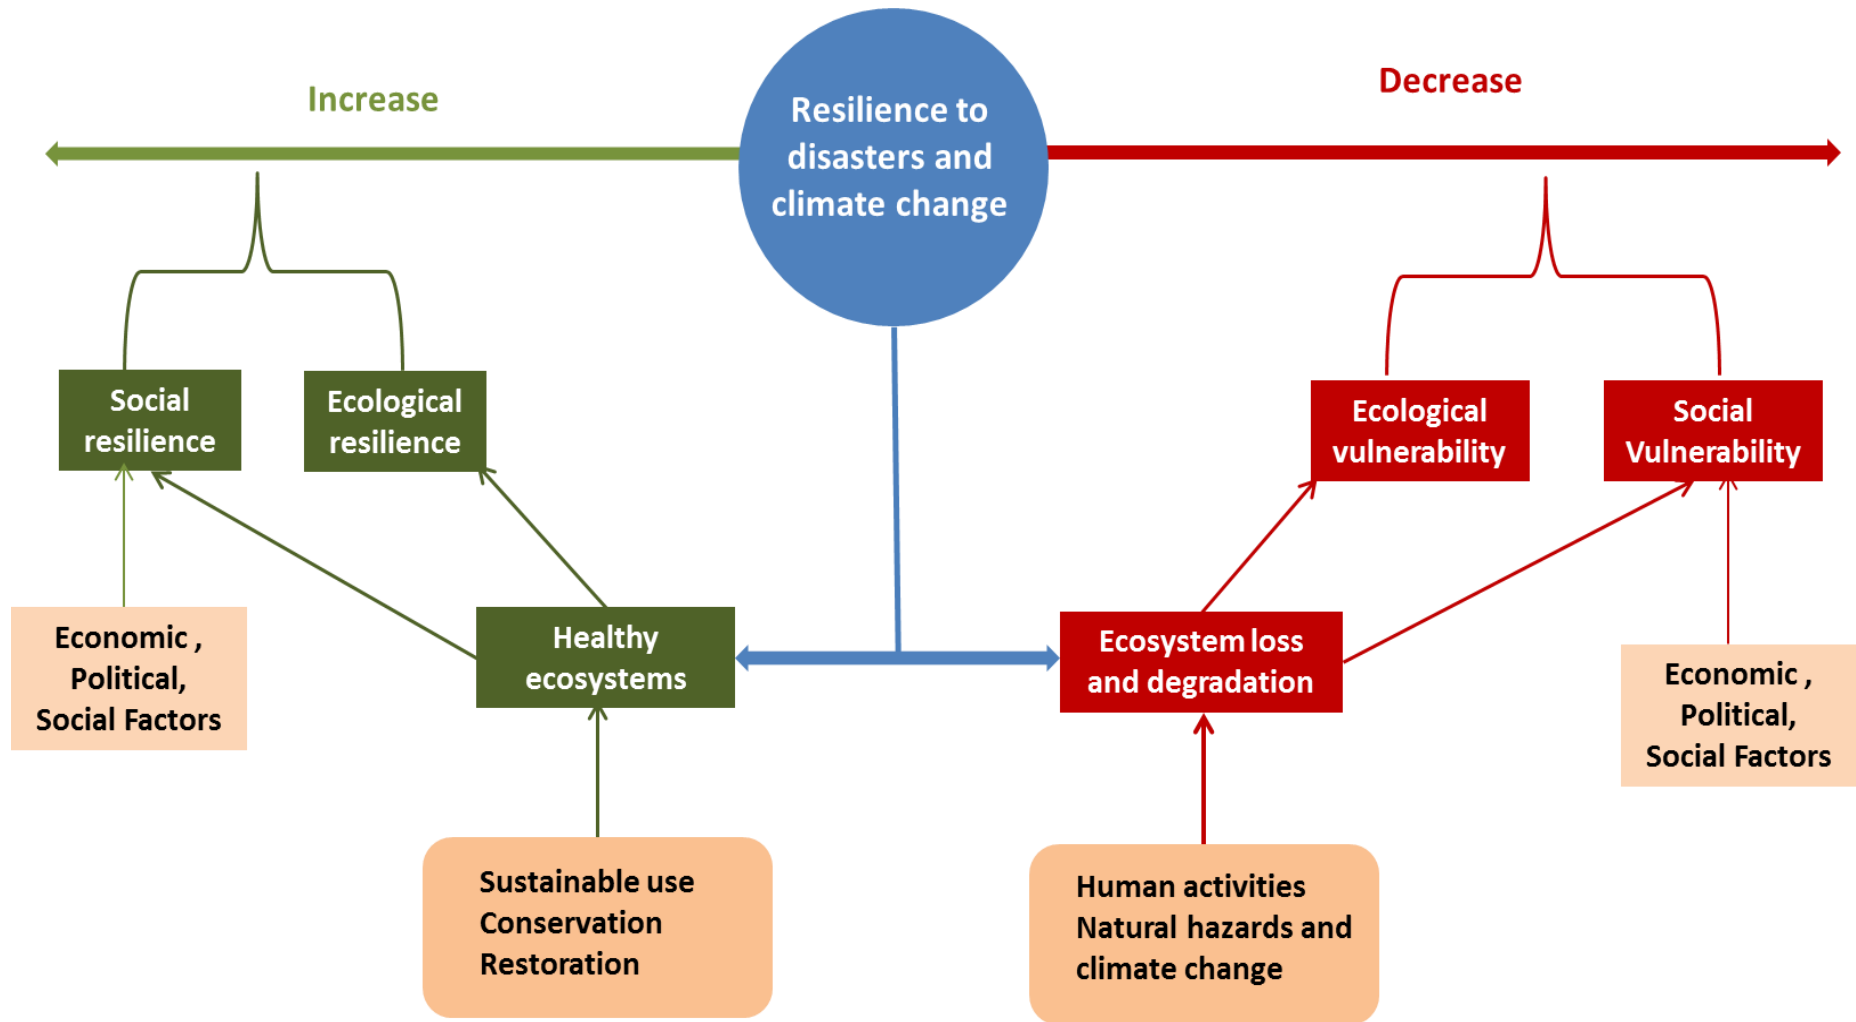 Increase
Resilience to
disasters and
climate change
Decrease
Social
resilience
Ecological
resilience
Ecological
vulnerability
Social
Vulnerability
Economic ,
Political,
Social Factors
Healthy
ecosystems
Ecosystem loss
and degradation
Economic ,
Political,
Social Factors
Sustainable use
Conservation
Restoration
Human activities
Natural hazards and
climate change